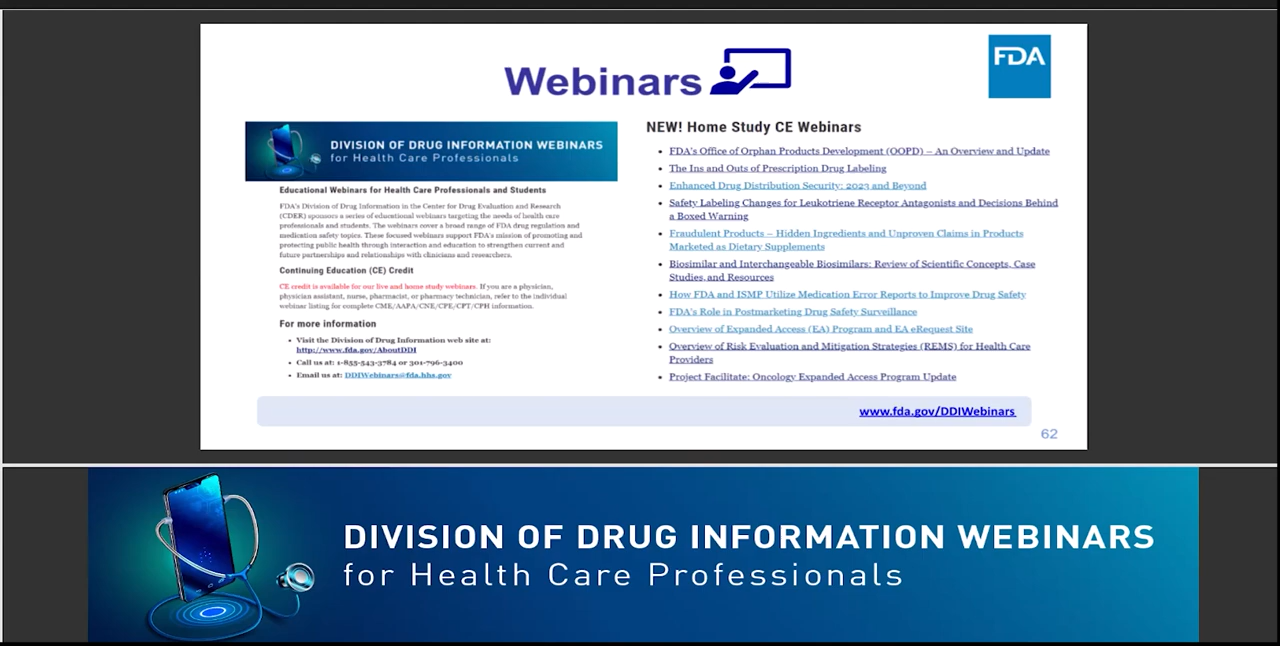 Webinars
FDA
DIVISION OF DRUG INFORMATION WEBINARS
for Health Care Professionals
Educational Webinars for Health Care Professionals and Students
FDA's Division of Drug Information in the Center for Drug Evaluation and Research
(CDER) sponsors a series of educational webinars targeting the needs of health care
professionals and students. The webinars cover a broad range of FDA drug regulation and
medication safety topics. These focused webinars support FDA's mission of promoting and
protecting public health through interaction and education to strengthen current and
future partnerships and relationships with clinicians and researchers.
Continuing Education (CE) Credit
CE credit is available for our live and home study webinars. If you are a physician,
physician assistant, nurse, pharmacist, or pharmacy technician, refer to the individual
webinar listing for complete CME/AAPA/CNE/CPE/CPT/CPH information.
For more information
• Visit the Division of Drug Information web site at:
http://www.fda.gov/AboutDDI
• Call us at: 1-855-543-3784 or 301-796-3400
• Email us at: DDIWebinars@fda.hhs.gov
NEW! Home Study CE Webinars
• FDA's Office of Orphan Products Development (OOPD) – An Overview and Update
• The Ins and Outs of Prescription Drug Labeling
• Enhanced Drug Distribution Security: 2023 and Beyond
• Safety Labeling Changes for Leukotriene Receptor Antagonists and Decisions Behind
a Boxed Warning
• Fraudulent Products – Hidden Ingredients and Unproven Claims in Products
Marketed as Dietary Supplements
• Biosimilar and Interchangeable Biosimilars: Review of Scientific Concepts, Case
Studies, and Resources
• How FDA and ISMP Utilize Medication Error Reports to Improve Drug Safety
• FDA's Role in Postmarketing Drug Safety Surveillance
• Overview of Expanded Access (EA) Program and EA eRequest Site
• Overview of Risk Evaluation and Mitigation Strategies (REMS) for Health Care
Providers
• Project Facilitate: Oncology Expanded Access Program Update
www.fda.gov/DDIWebinars
62
DIVISION OF DRUG INFORMATION WEBINARS
for Health Care Professionals